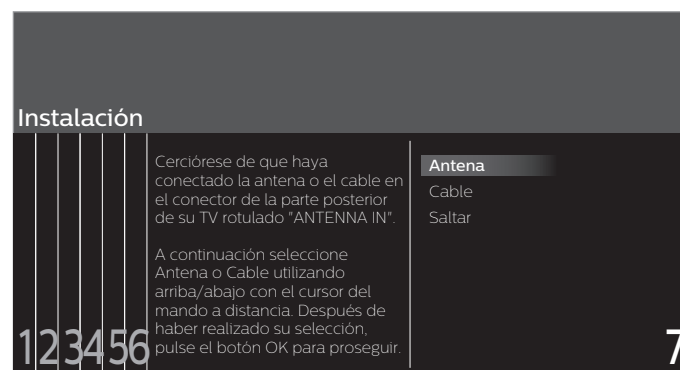 Instalación
Cerciórese de que haya
conectado la antena o el cable en
el conector de la parte posterior
de su TV rotulado "ANTENNA IN".
A continuación seleccione
Antena o Cable utilizando
arriba/abajo con el cursor del
mando a distancia. Después de
haber realizado su selección,
pulse el botón OK para proseguir.
Antena
Cable
Saltar
123456
7